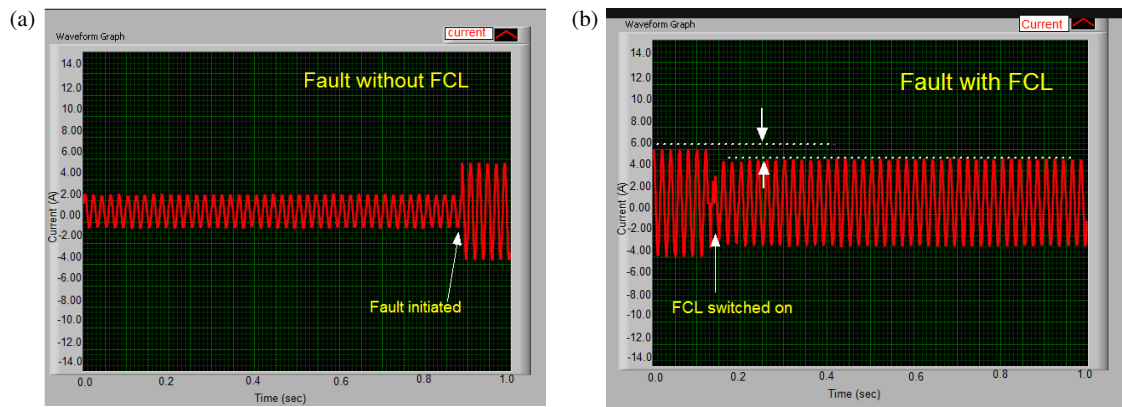 (a)
Waveform Graph
current
Fault without FCL
14.0
12.0
10.0
8.00
6.00
4.00
2.00
0.00
-2.00
-4.00
-6.00
-8.00
-10.0
-12.0
-14.0
Current (A)
Fault initiated
0.0 0.2 0.4 0.6 0.8 1.0
Time (sec)
(b)
Waveform Graph
Current
Fault with FCL
14.0
12.0
10.0
8.00
6.00
4.00
2.00
0.00
-2.00
-4.00
-6.00
-8.00
-10.0
-12.0
-14.0
Current (A)
FCL switched on
0.0 0.2 0.4 0.6 0.8 1.0
Time (sec)